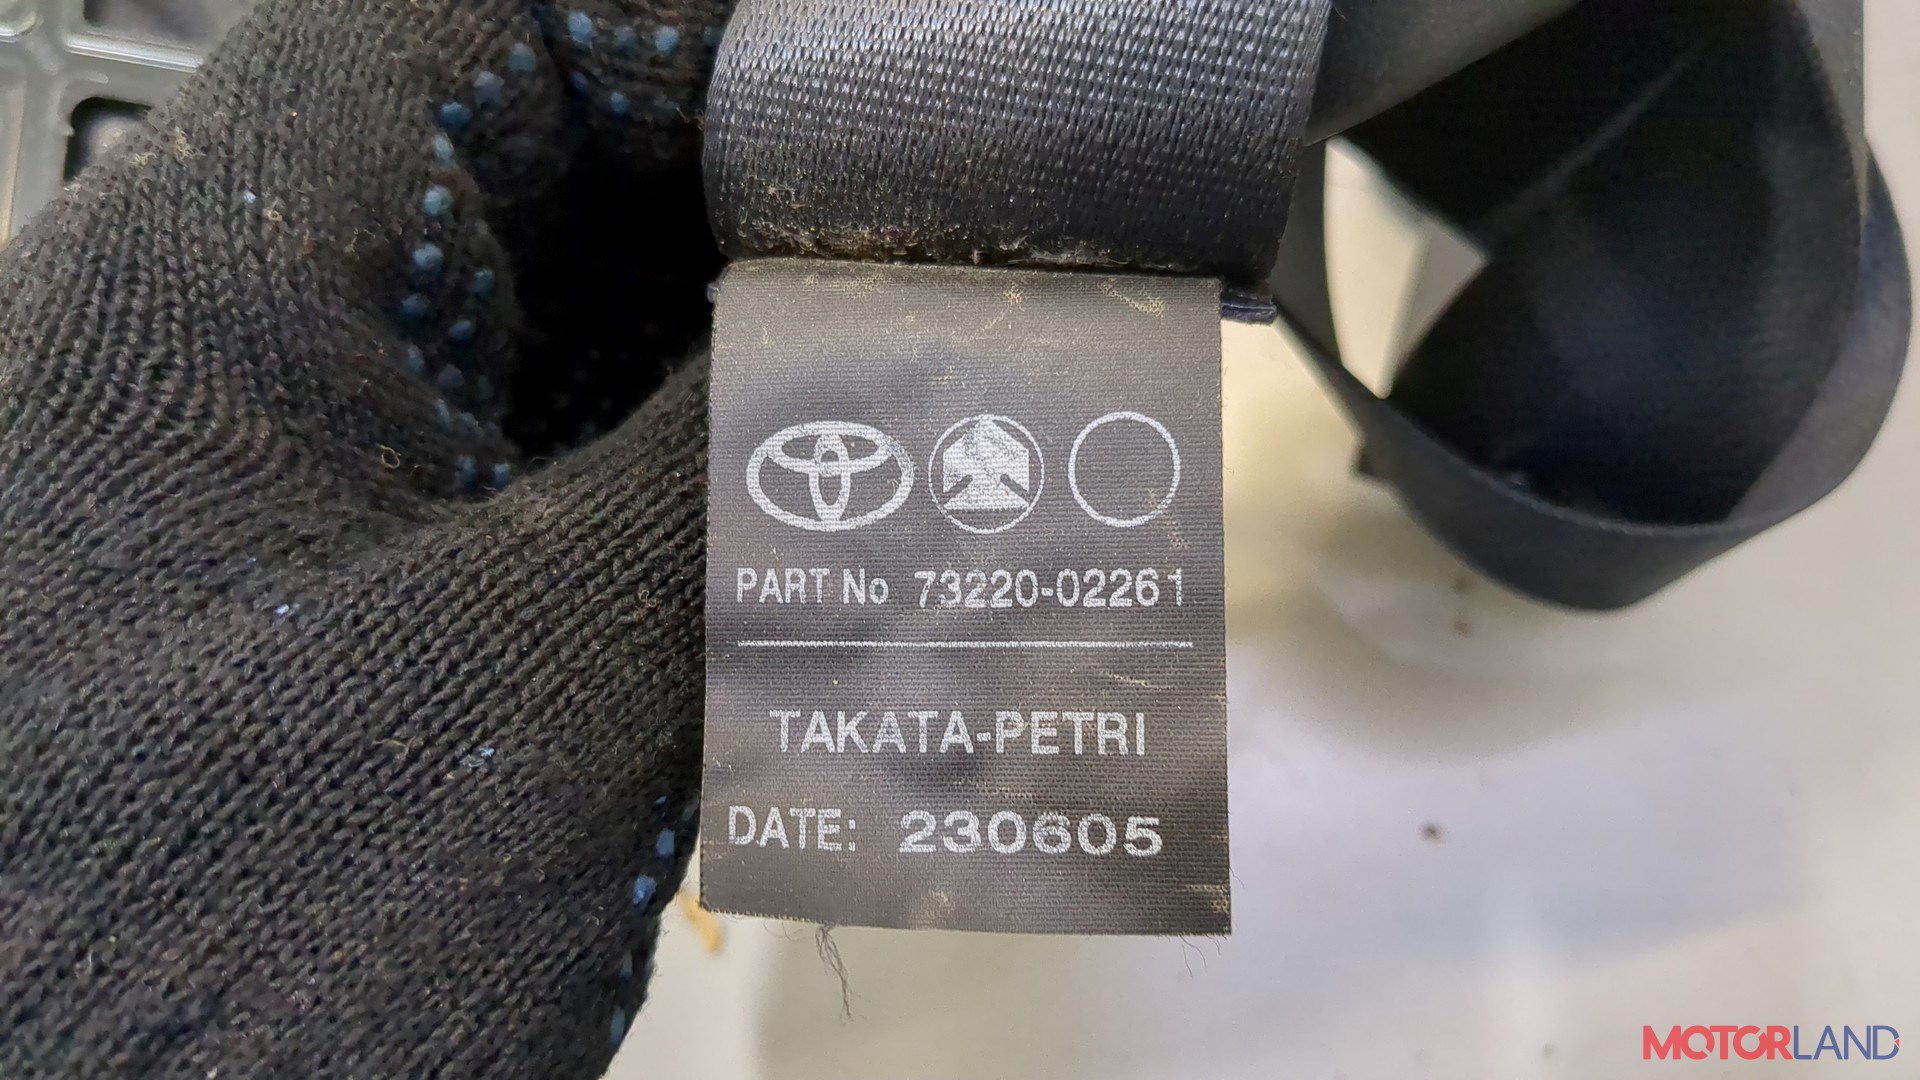 PART No 73220-02261
TAKATA-PETRI
DATE: 230605
MOTORLAND